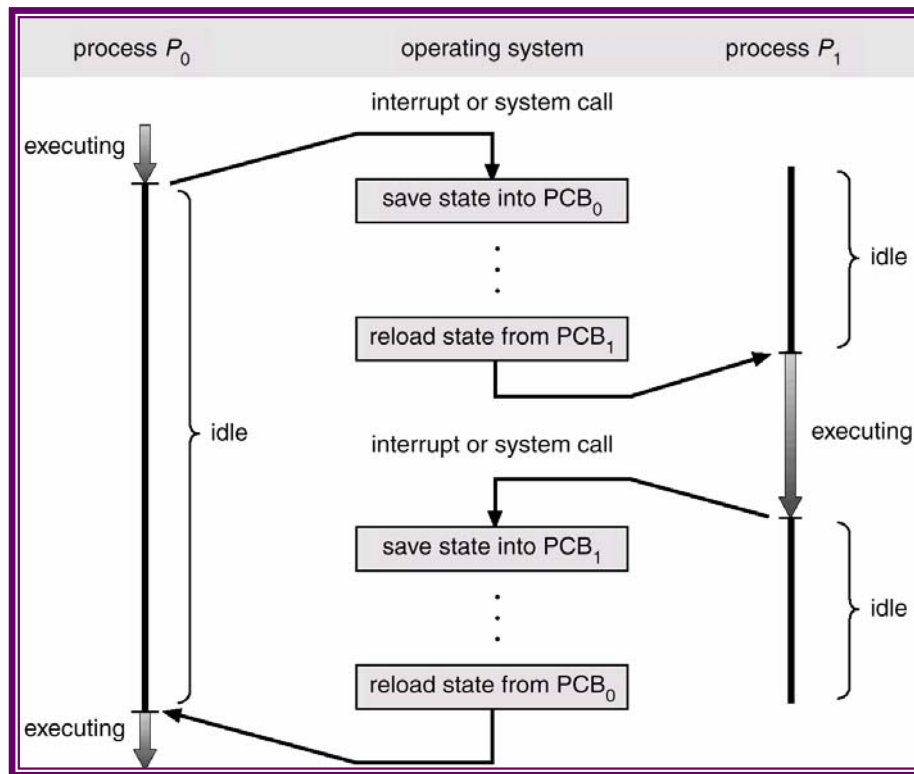 process P₀
operating system
process P₁
interrupt or system call
executing
save state into PCB₀
idle
reload state from PCB₁
idle
executing
interrupt or system call
save state into PCB₁
idle
reload state from PCB₀
executing